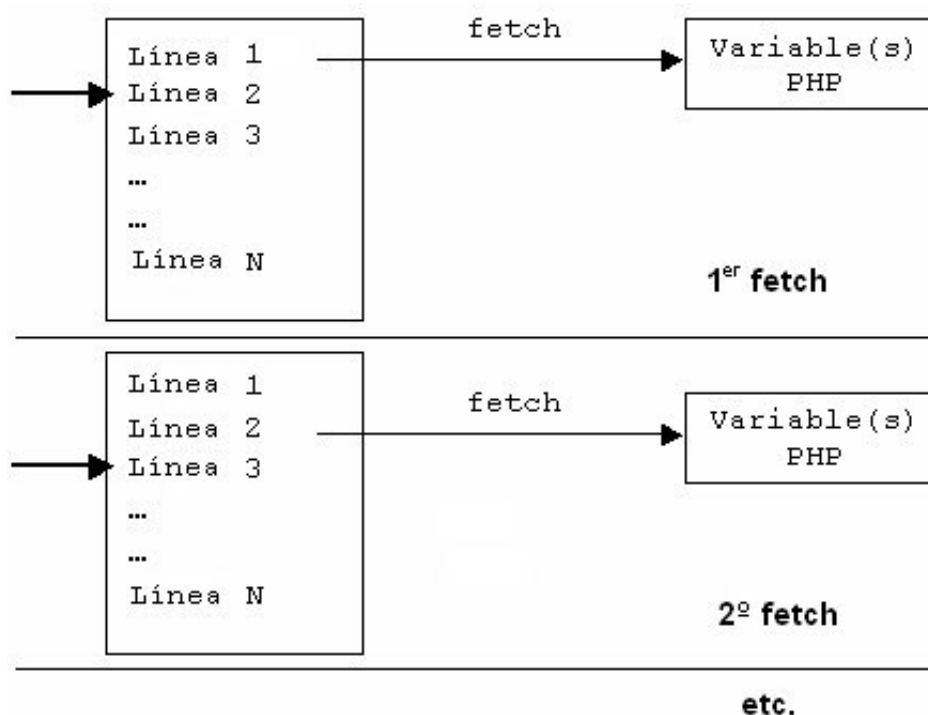 fetch
Línea 1
Variable(s)
PHP
Línea 2
Línea 3
...
...
Línea N
1er fetch
Línea 1
fetch
Línea 2
Variable(s)
PHP
Línea 3
...
...
Línea N
2º fetch
etc.